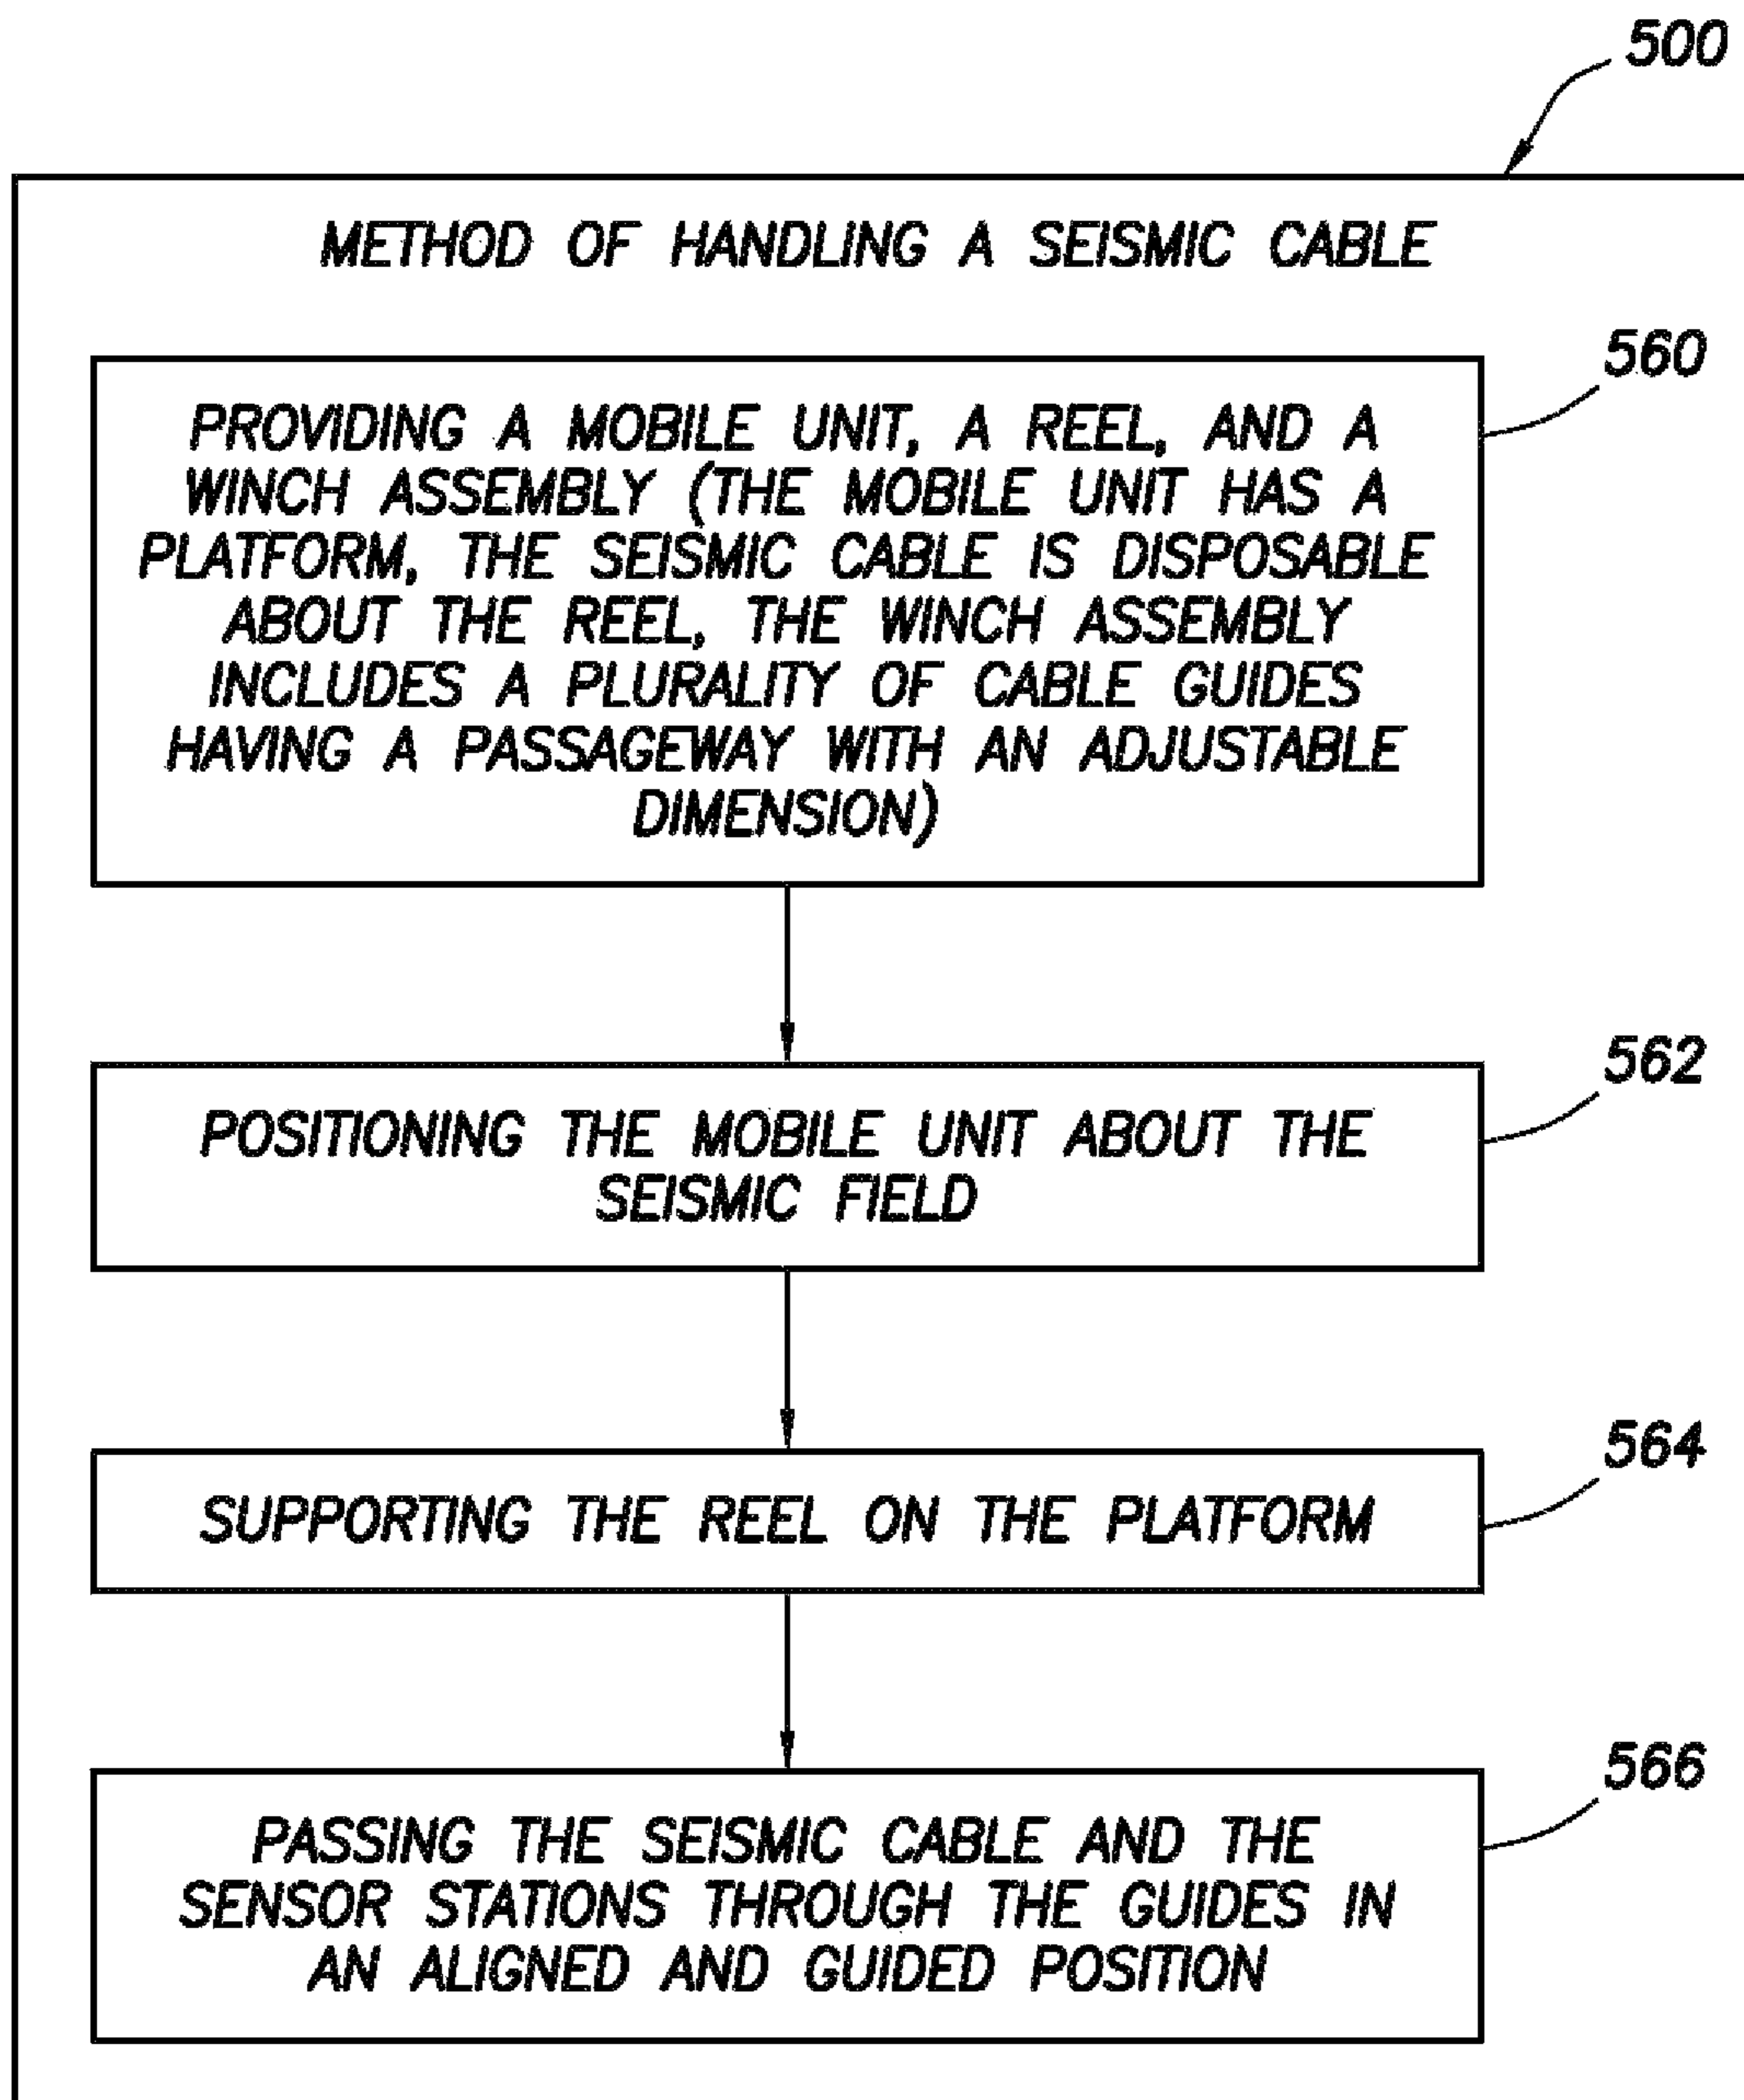 500
METHOD OF HANDLING A SEISMIC CABLE
560
PROVIDING A MOBILE UNIT, A REEL, AND A
WINCH ASSEMBLY (THE MOBILE UNIT HAS A
PLATFORM, THE SEISMIC CABLE IS DISPOSABLE
ABOUT THE REEL, THE WINCH ASSEMBLY
INCLUDES A PLURALITY OF CABLE GUIDES
HAVING A PASSAGEWAY WITH AN ADJUSTABLE
DIMENSION)
562
POSITIONING THE MOBILE UNIT ABOUT THE
SEISMIC FIELD
564
SUPPORTING THE REEL ON THE PLATFORM
566
PASSING THE SEISMIC CABLE AND THE
SENSOR STATIONS THROUGH THE GUIDES IN
AN ALIGNED AND GUIDED POSITION